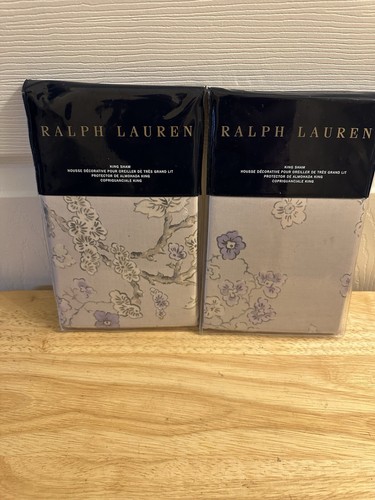 RALPH LAUREN
KING SHAM
HOUSSE DÉCORATIVE POUR OREILLER DE TRÈS GRAND LIT
PROTECTOR DE ALMOHADA KING
COPRIGUANCIALE KING
RALPH LAUREN
KING SHAM
HOUSSE DÉCORATIVE POUR OREILLER DE TRÈS GRAND LIT
PROTECTOR DE ALMOHADA KING
COPRIGUANCIALE KING